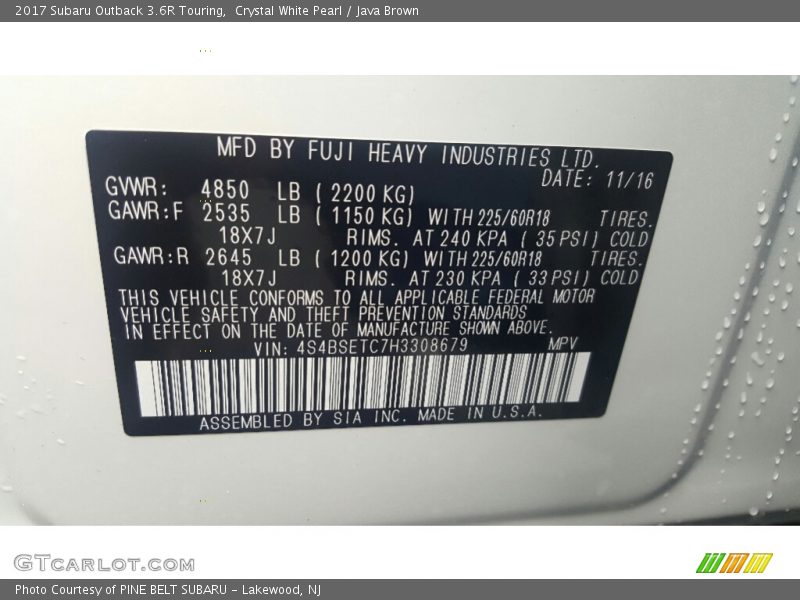 2017 Subaru Outback 3.6R Touring,  Crystal White Pearl / Java Brown
MFD BY FUJI HEAVY INDUSTRIES LTD.
DATE: 11/16
GVWR: 4850 LB (2200 KG)
GAWR:F 2535 LB (1150 KG) WITH 225/60R18 TIRES.
18X7J RIMS. AT 240 KPA (35 PSI) COLD
GAWR:R 2645 LB (1200 KG) WITH 225/60R18 TIRES.
18X7J RIMS. AT 230 KPA (33 PSI) COLD
THIS VEHICLE CONFORMS TO ALL APPLICABLE FEDERAL MOTOR
VEHICLE SAFETY AND THEFT PREVENTION STANDARDS
IN EFFECT ON THE DATE OF MANUFACTURE SHOWN ABOVE.
VIN: 4S4BSETC7H3308679 MPV
ASSEMBLED BY SIA INC. MADE IN U.S.A.
GTCARLOT.COM
Photo Courtesy of PINE BELT SUBARU - Lakewood, NJ